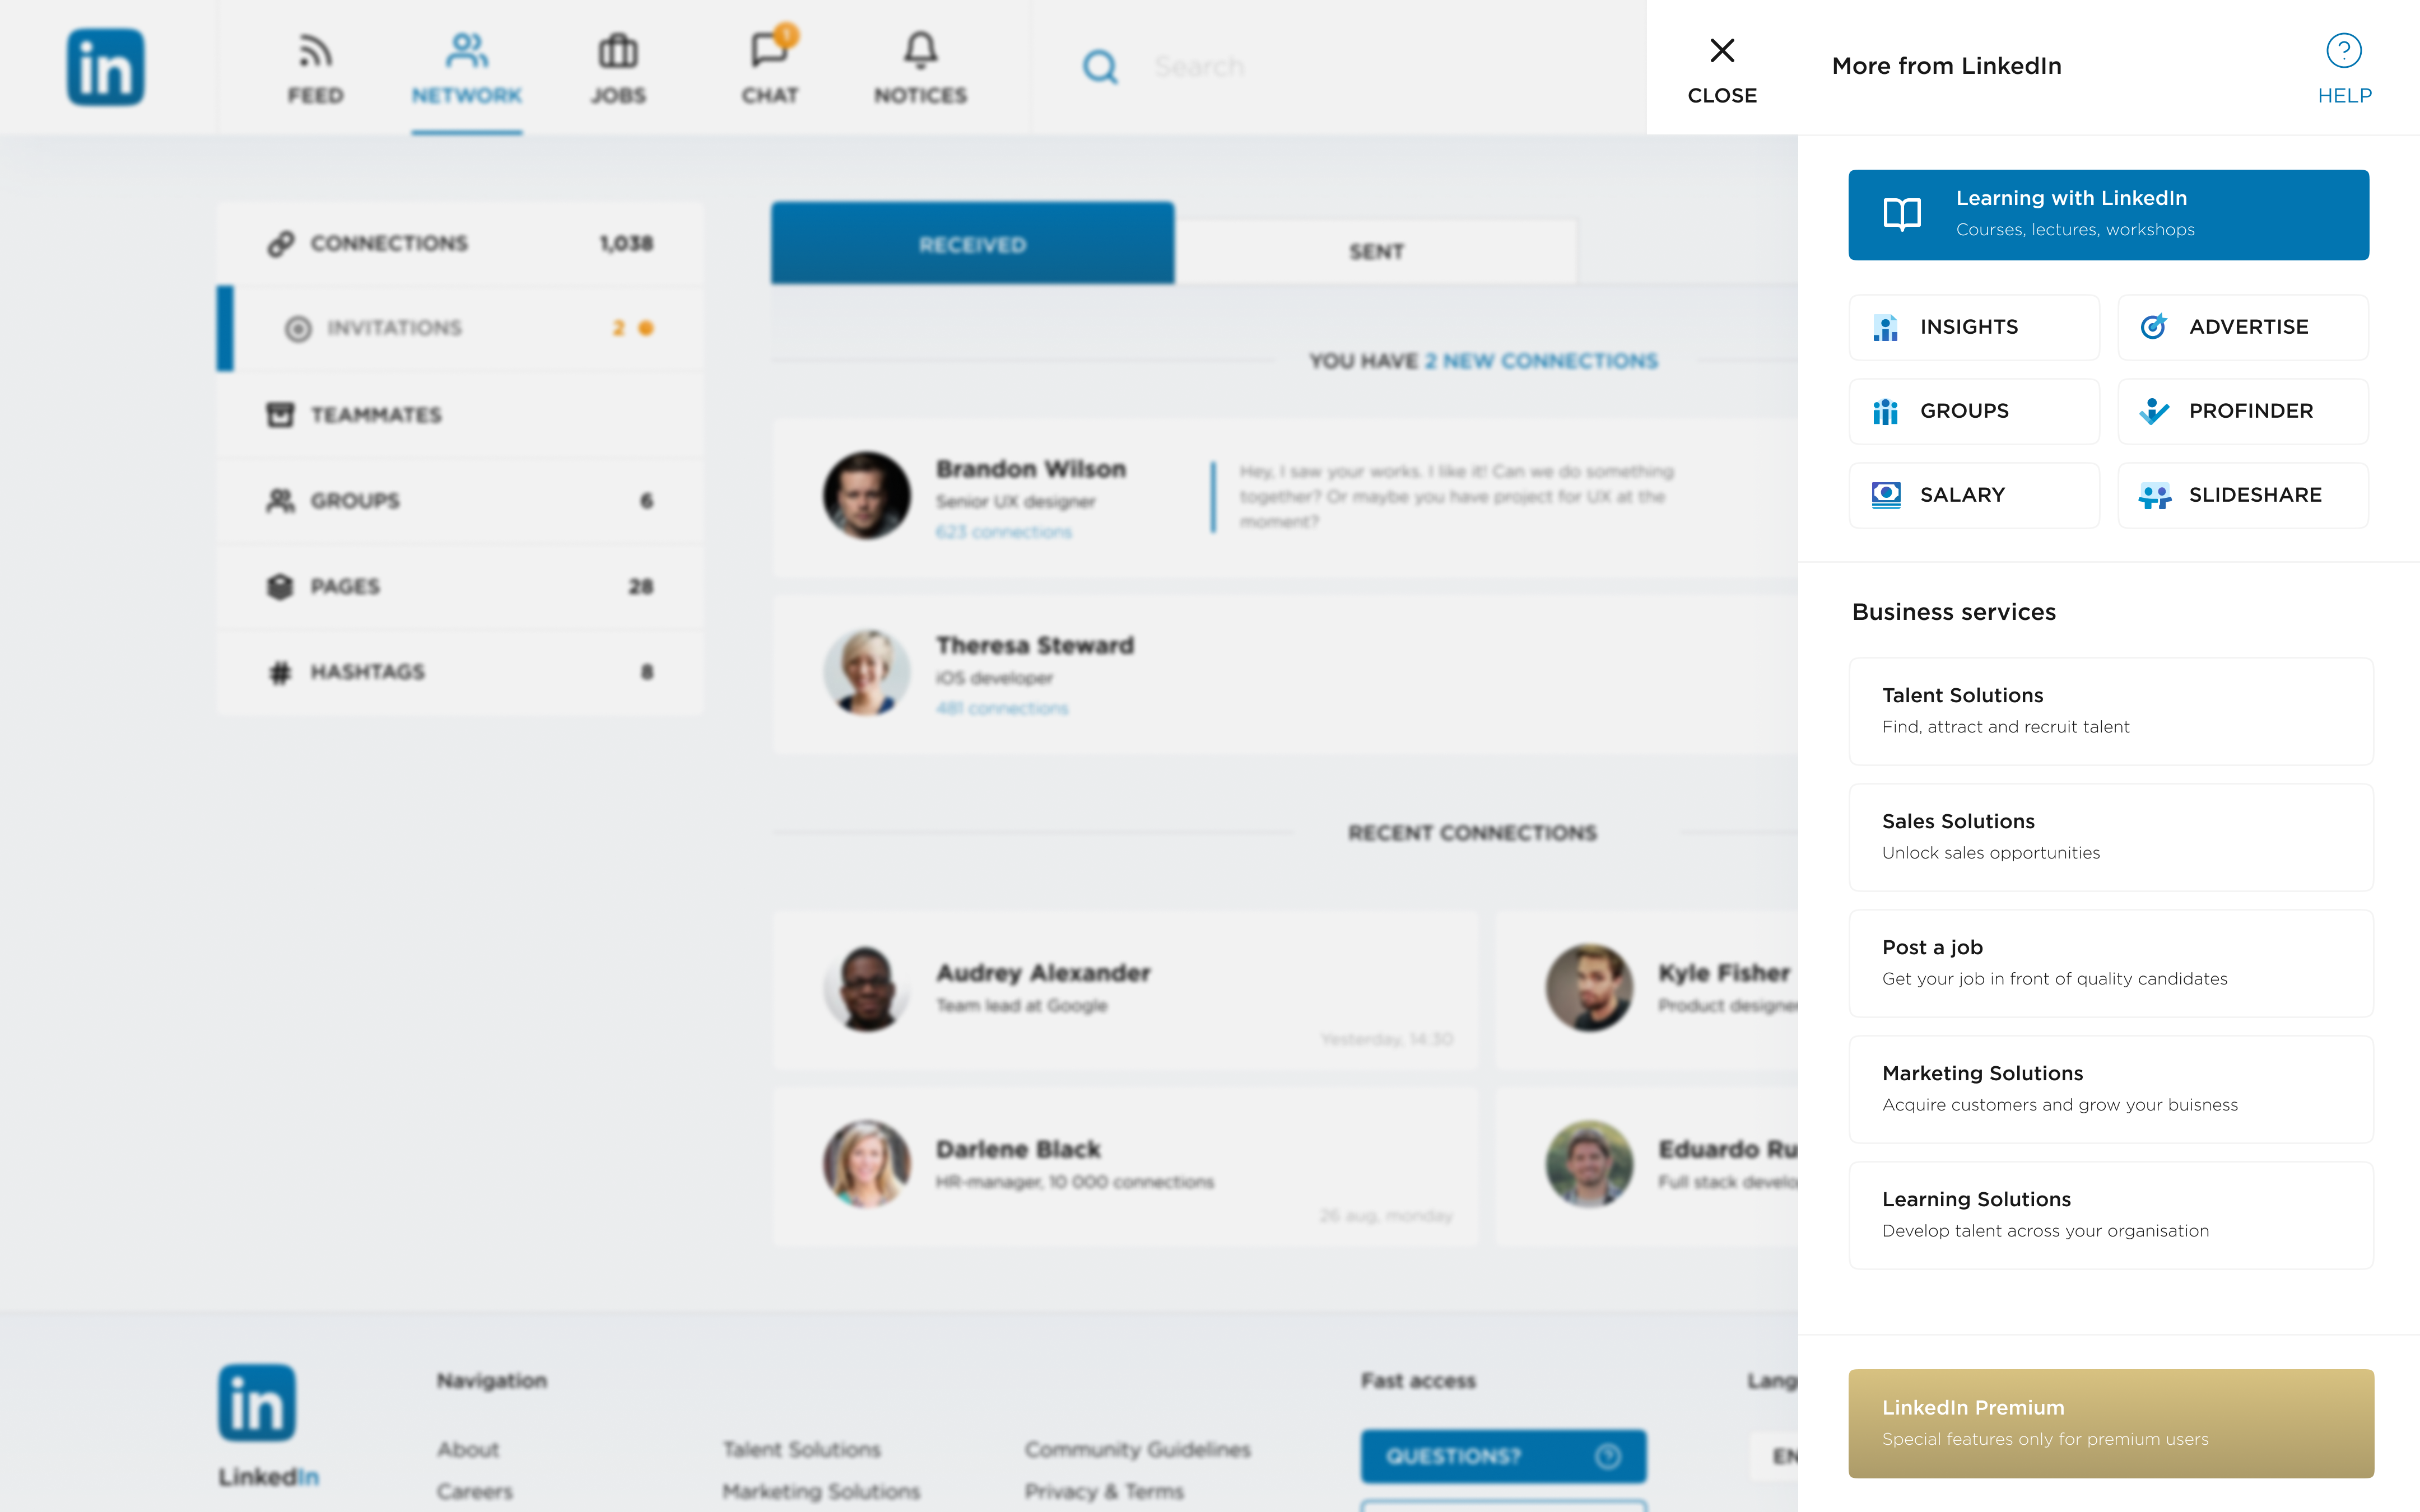 in
FEED
NETWORK
JOBS
CHAT
1
NOTICES
Search
CLOSE
More from LinkedIn
HELP
CONNECTIONS 1,038
INVITATIONS 2
TEAMMATES
GROUPS 6
PAGES 28
HASHTAGS 8
RECEIVED
SENT
YOU HAVE 2 NEW CONNECTIONS
Brandon Wilson
Senior UX designer
623 connections
Hey, I saw your works. I like it! Can we do something
together? Or maybe you have project for UX at the
moment?
Theresa Steward
iOS developer
481 connections
RECENT CONNECTIONS
Audrey Alexander
Team lead at Google
Yesterday, 14:30
Kyle Fisher
Product designer
Darlene Black
HR-manager, 10 000 connections
26 aug, monday
Eduardo Ru
Full stack develo
in
LinkedIn
Navigation
About
Careers
Talent Solutions
Marketing Solutions
Community Guidelines
Privacy & Terms
Fast access
QUESTIONS?
Lang
EN
Learning with LinkedIn
Courses, lectures, workshops
INSIGHTS
ADVERTISE
GROUPS
PROFINDER
SALARY
SLIDESHARE
Business services
Talent Solutions
Find, attract and recruit talent
Sales Solutions
Unlock sales opportunities
Post a job
Get your job in front of quality candidates
Marketing Solutions
Acquire customers and grow your buisness
Learning Solutions
Develop talent across your organisation
LinkedIn Premium
Special features only for premium users